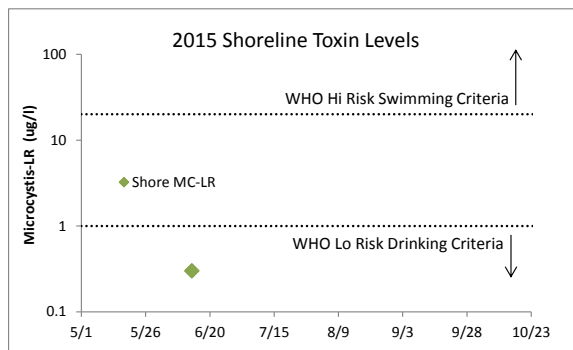 2015 Shoreline Toxin Levels
Microcystis-LR (ug/l)
100
10
1
0.1
WHO Hi Risk Swimming Criteria
Shore MC-LR
WHO Lo Risk Drinking Criteria
5/1 5/26 6/20 7/15 8/9 9/3 9/28 10/23